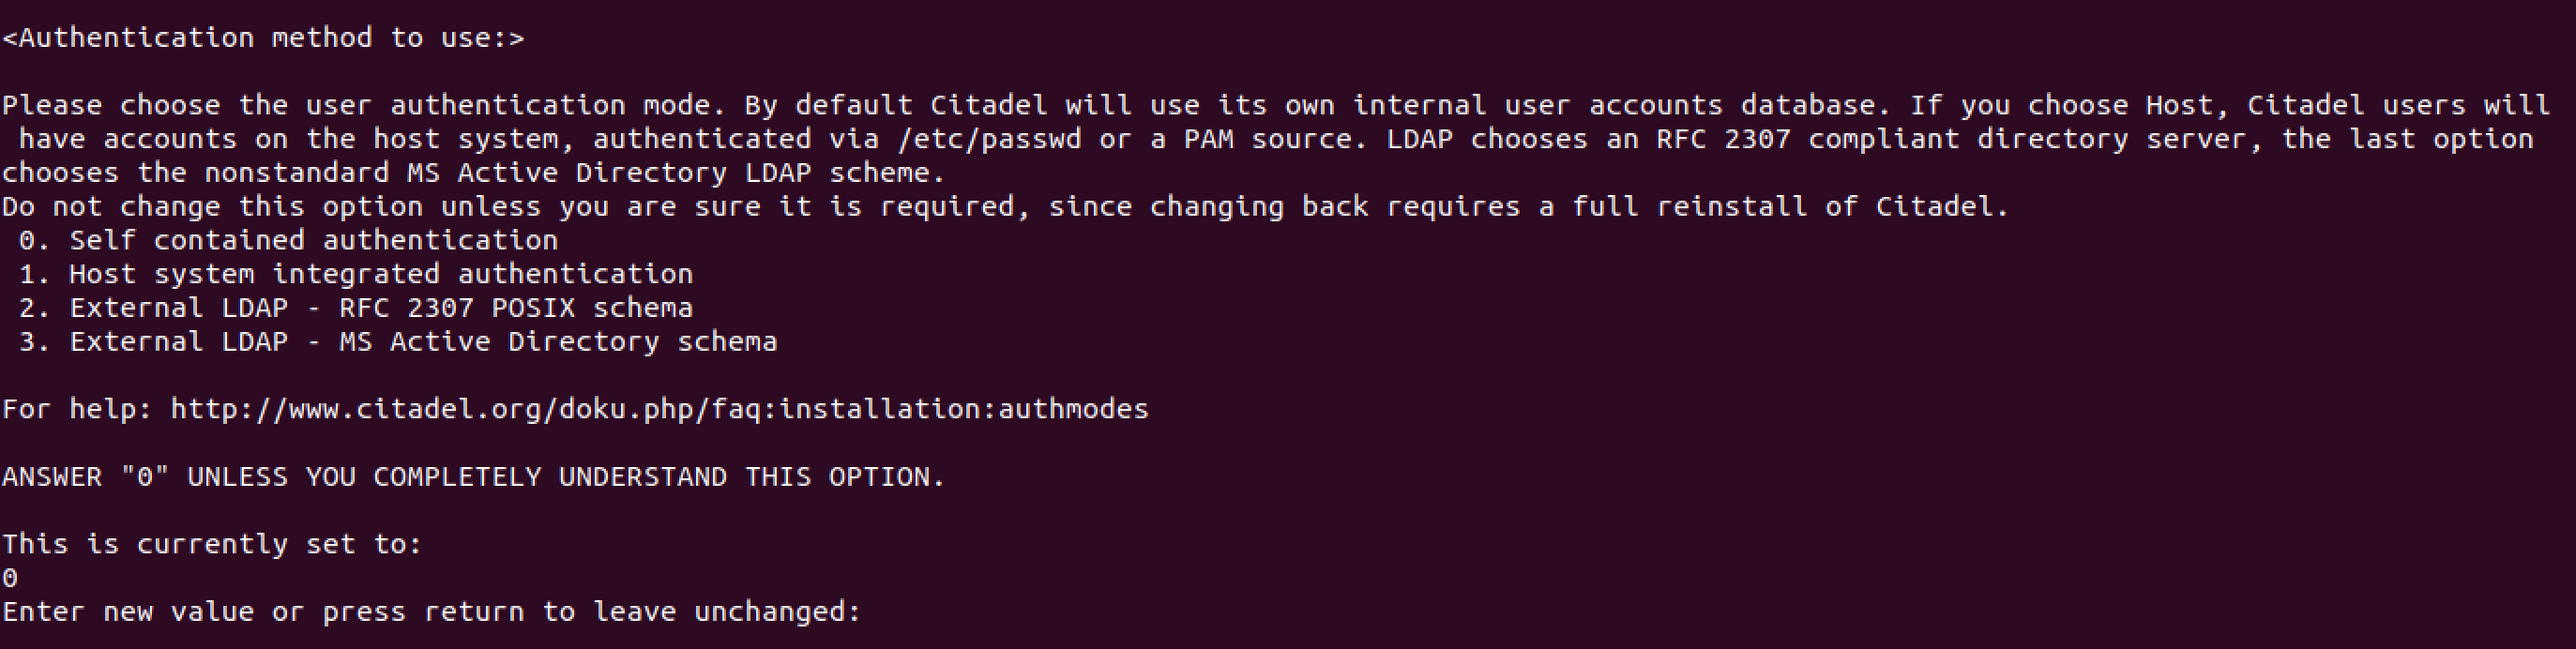 <Authentication method to use:>
Please choose the user authentication mode. By default Citadel will use its own internal user accounts database. If you choose Host, Citadel users will
have accounts on the host system, authenticated via /etc/passwd or a PAM source. LDAP chooses an RFC 2307 compliant directory server, the last option
chooses the nonstandard MS Active Directory LDAP scheme.
Do not change this option unless you are sure it is required, since changing back requires a full reinstall of Citadel.
0. Self contained authentication
1. Host system integrated authentication
2. External LDAP - RFC 2307 POSIX schema
3. External LDAP - MS Active Directory schema
For help: http://www.citadel.org/doku.php/faq:installation:authmodes
ANSWER "0" UNLESS YOU COMPLETELY UNDERSTAND THIS OPTION.
This is currently set to:
0
Enter new value or press return to leave unchanged: